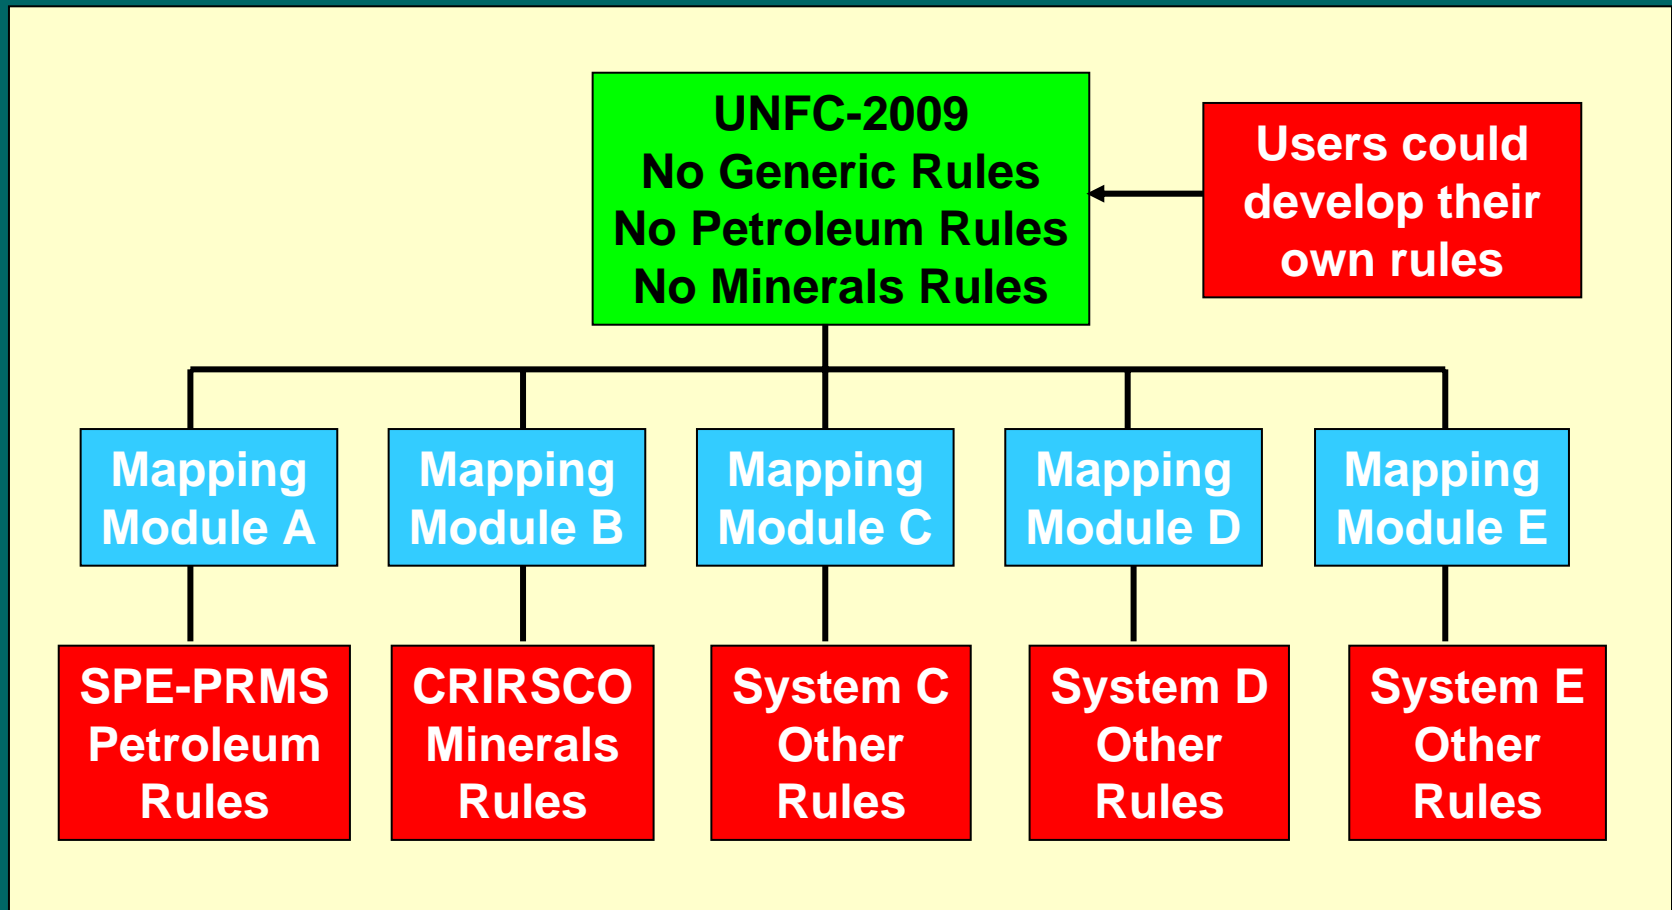 UNFC-2009
No Generic Rules
No Petroleum Rules
No Minerals Rules
Users could
develop their
own rules
Mapping
Module A
Mapping
Module B
Mapping
Module C
Mapping
Module D
Mapping
Module E
SPE-PRMS
Petroleum
Rules
CRIRSCO
Minerals
Rules
System C
Other
Rules
System D
Other
Rules
System E
Other
Rules